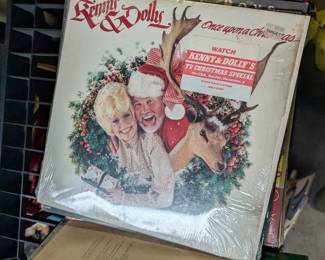 Kenny
& Dolly
Once upon a Christmas
WATCH
KENNY & DOLLY'S
TV CHRISTMAS SPECIAL